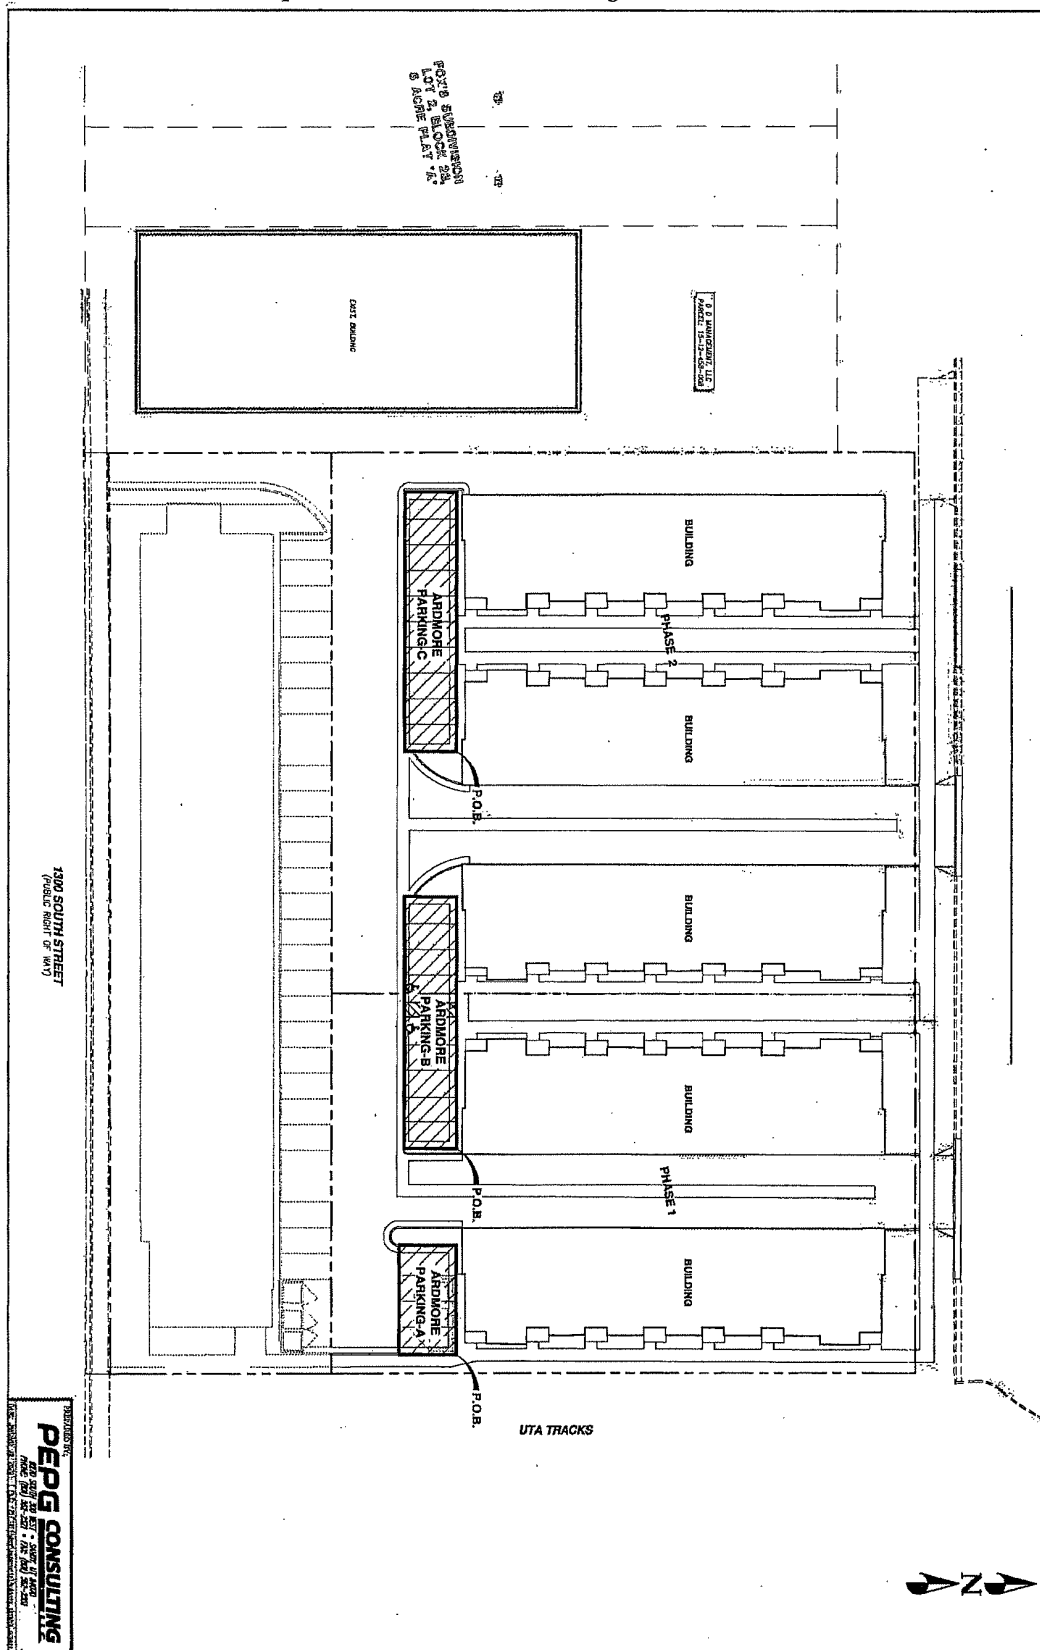 FOX'S SUBDIVISION
LOT 2, BLOCK 23,
5 ACRE PLAT 'A'
EAST BUILDING
D D MANAGEMENT, LLC
BUILDING
ARDMORE
PARKING-C
PHASE 2
BUILDING
P.O.B.
BUILDING
ARDMORE
PARKING-B
BUILDING
P.O.B.
PHASE 1
BUILDING
ARDMORE
PARKING-A
P.O.B.
1300 SOUTH STREET
(PUBLIC RIGHT OF WAY)
UTA TRACKS
N
PREPARED BY:
PEPG CONSULTING
L.L.C.